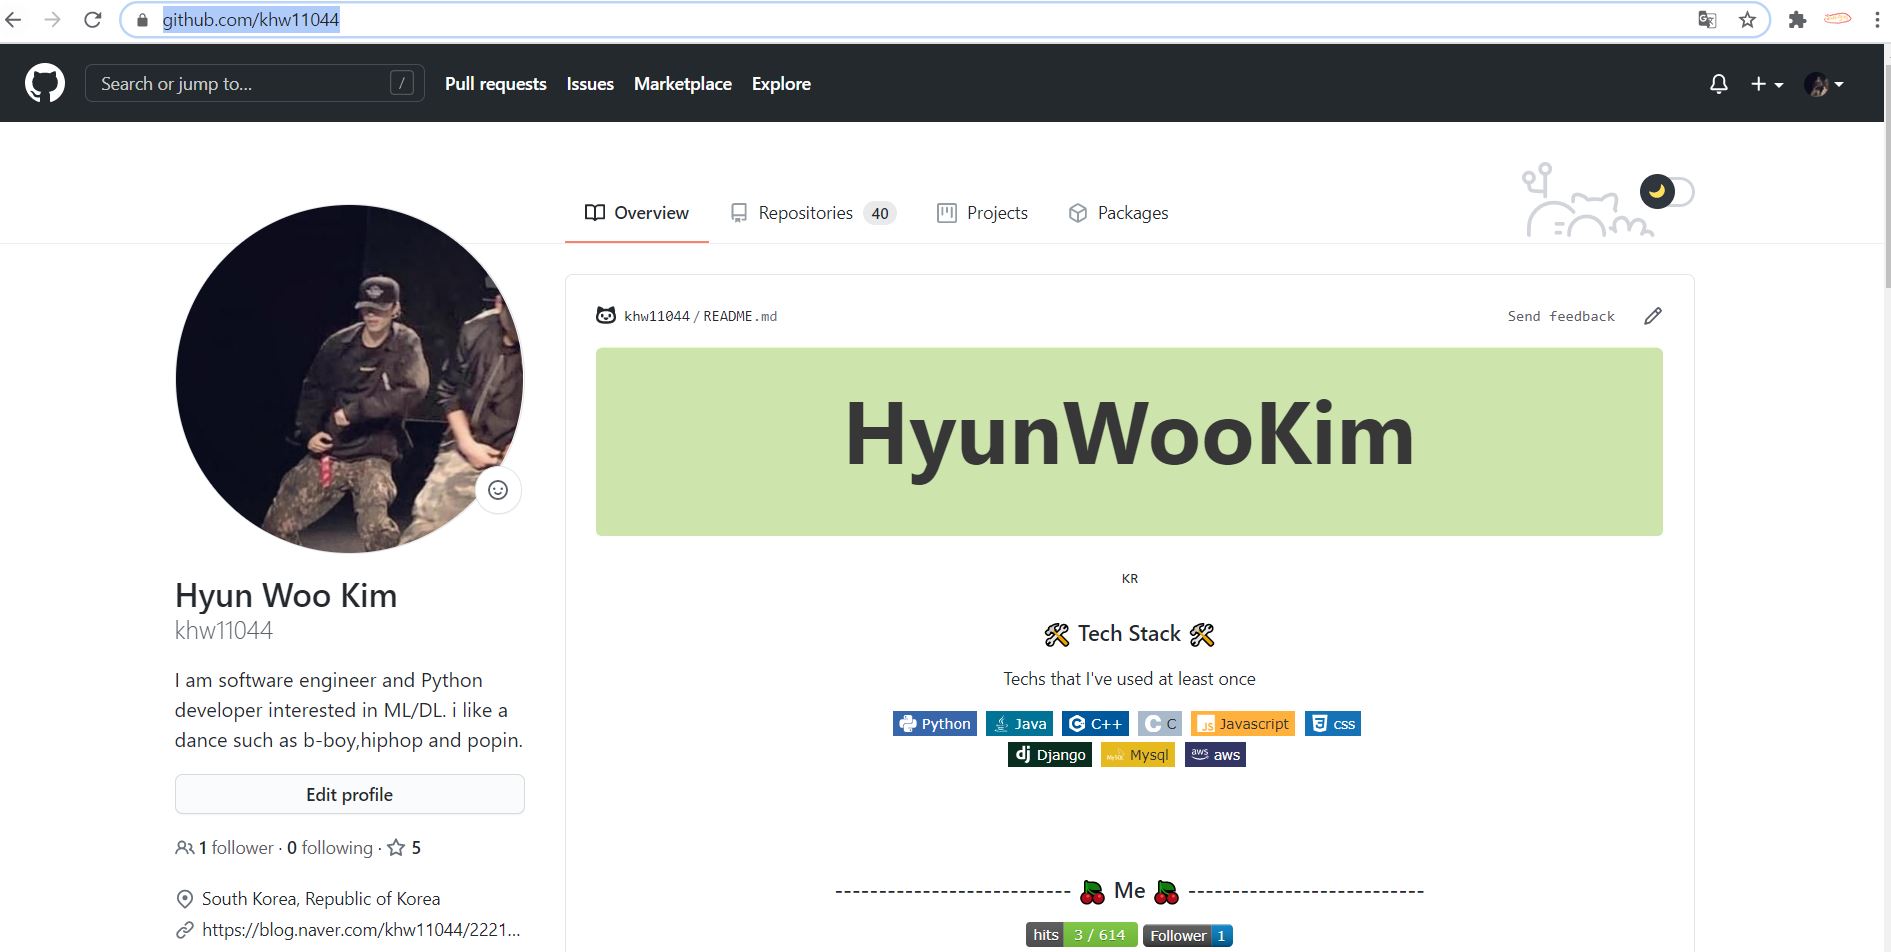 github.com/khw11044
Search or jump to...
/
Pull requests
Issues
Marketplace
Explore
Overview
Repositories 40
Projects
Packages
Hyun Woo Kim
khw11044
I am software engineer and Python
developer interested in ML/DL. i like a
dance such as b-boy,hiphop and popin.
Edit profile
1 follower · 0 following · 5
South Korea, Republic of Korea
https://blog.naver.com/khw11044/2221...
khw11044/README.md
Send feedback
HyunWooKim
KR
Tech Stack
Techs that I've used at least once
Python Java C++ C JS Javascript css
dj Django MySQL Mysql aws aws
--------------------------- Me ---------------------------
hits 3 / 614 Follower 1